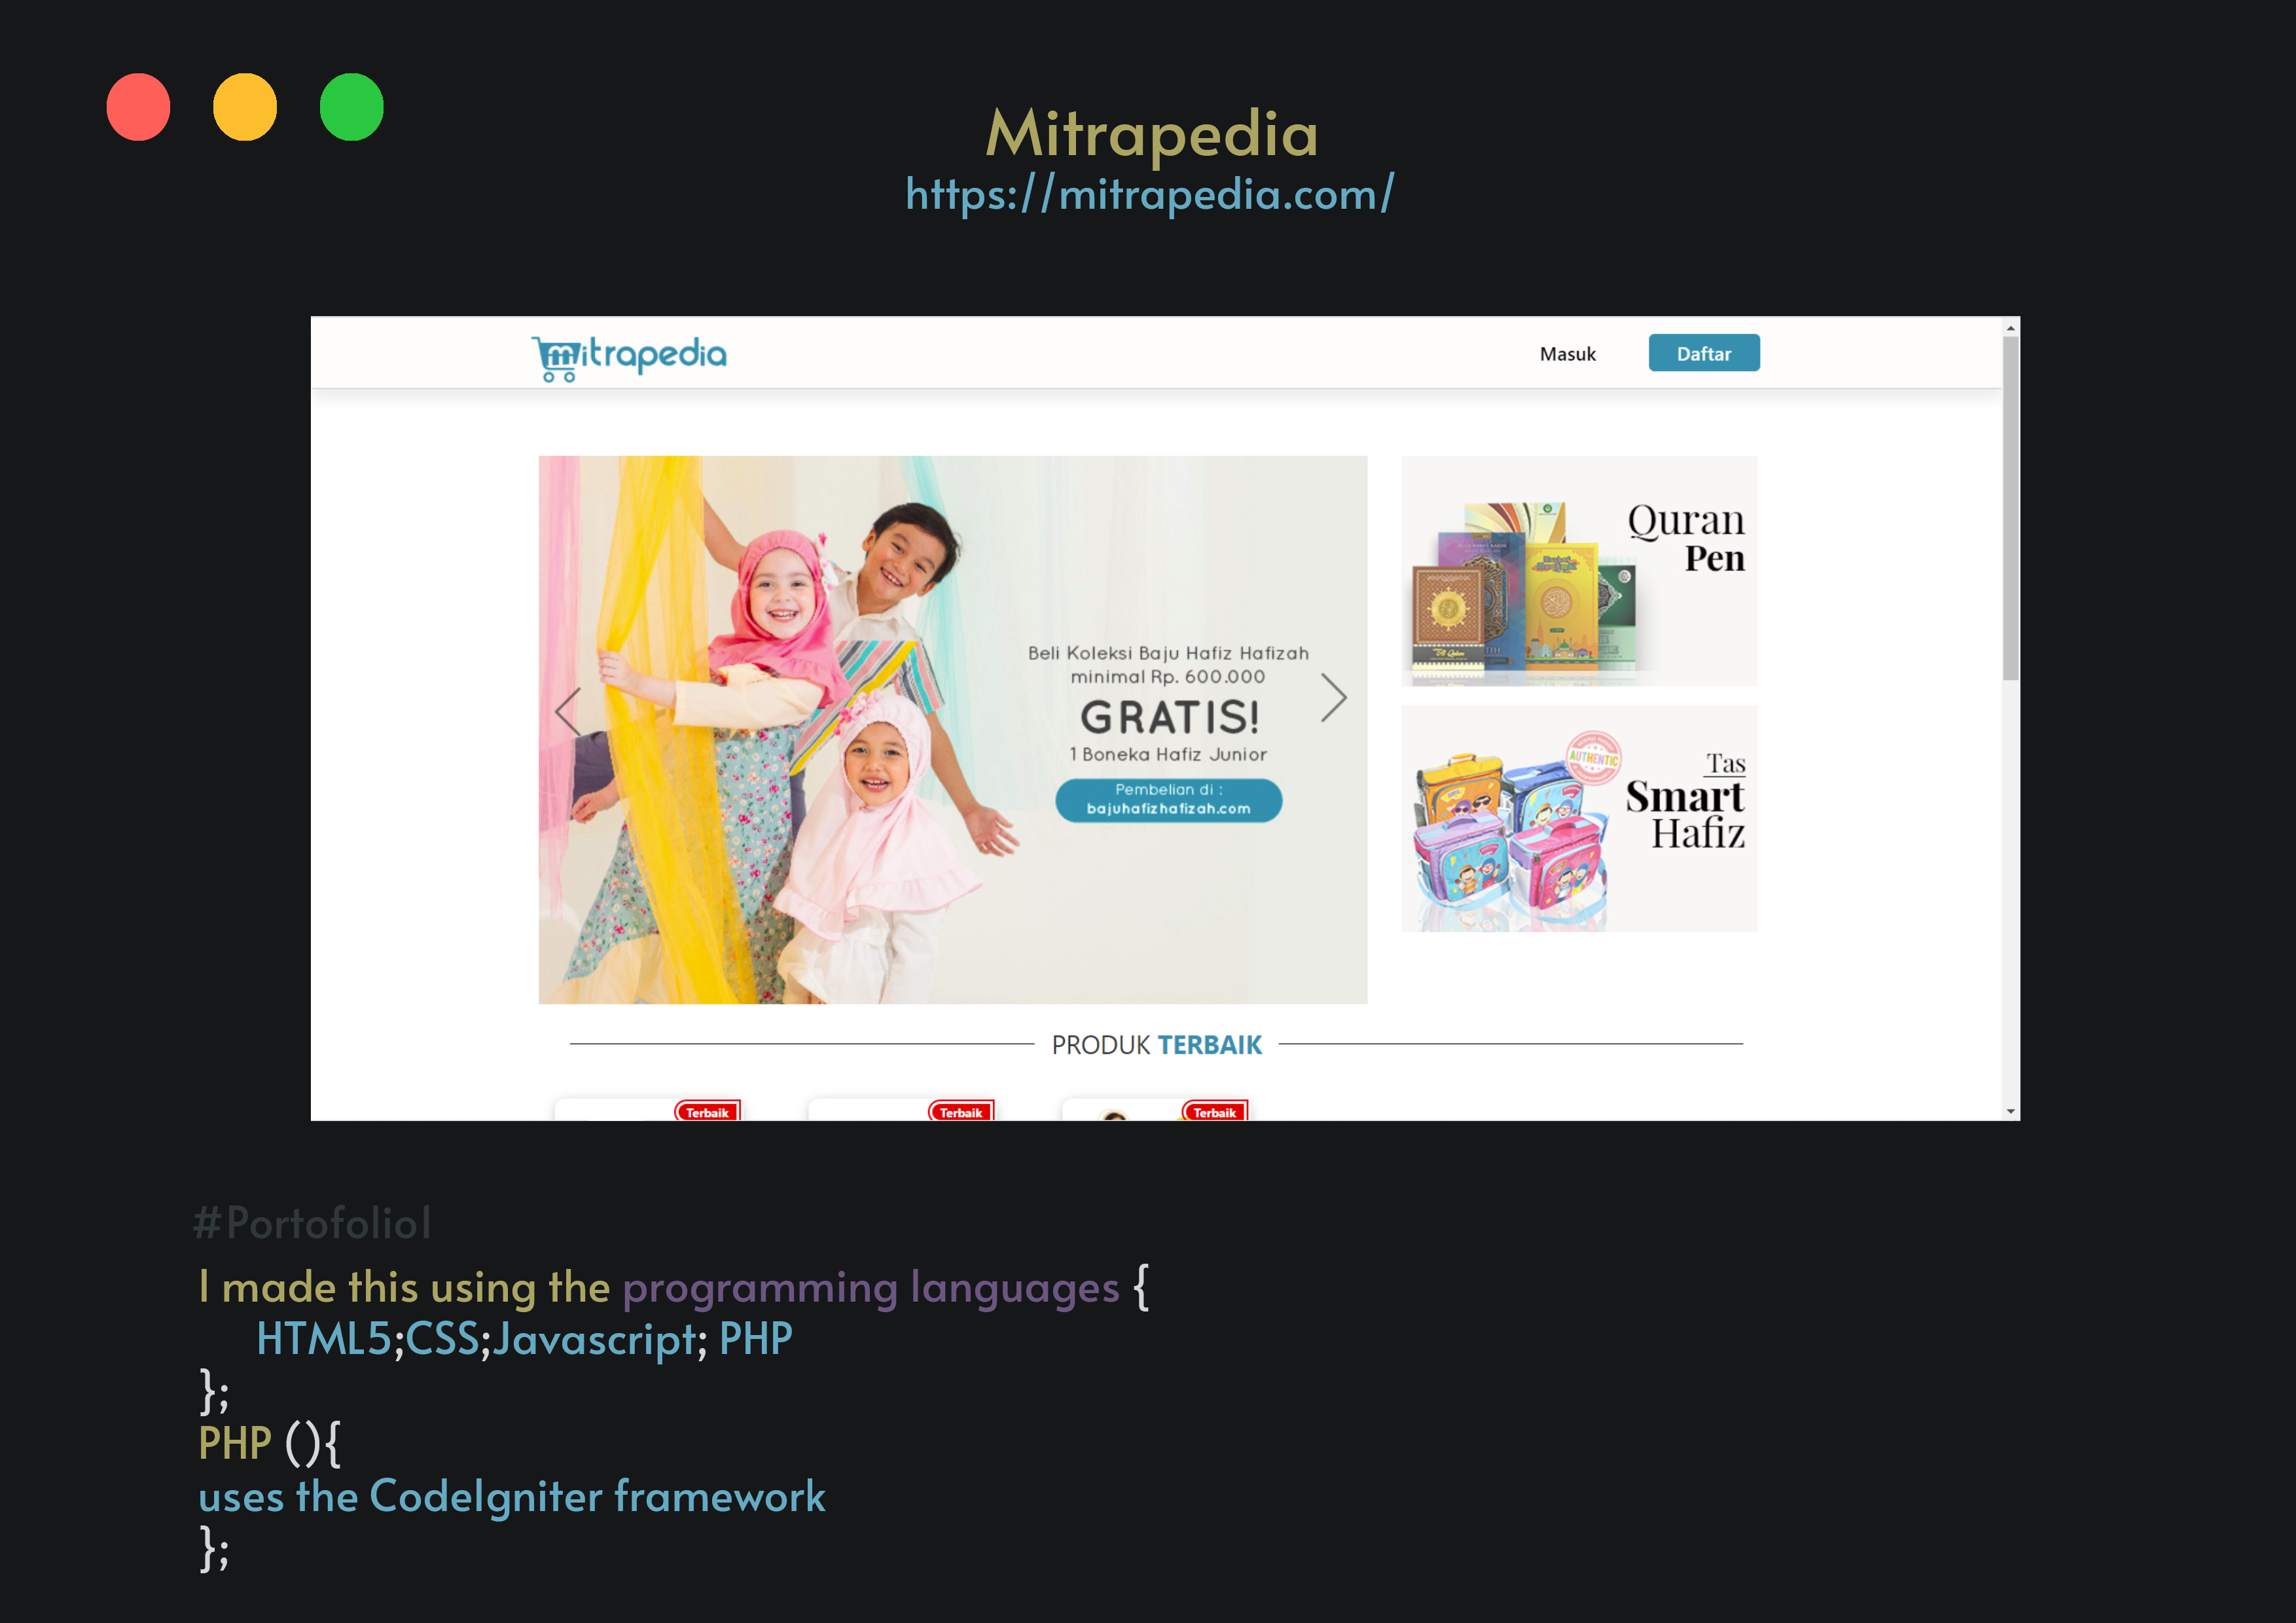 Mitrapedia
https://mitrapedia.com/
mitrapedia
Masuk
Daftar
Beli Koleksi Baju Hafiz Hafizah
minimal Rp. 600.000
GRATIS!
1 Boneka Hafiz Junior
Pembelian di :
bajuhafizhafizah.com
Quran
Pen
AUTHENTIC
Tas
Smart
Hafiz
PRODUK TERBAIK
Terbaik
Terbaik
Terbaik
#Portofolio1
I made this using the programming languages {
HTML5;CSS;Javascript; PHP
};
PHP (){
uses the CodeIgniter framework
};